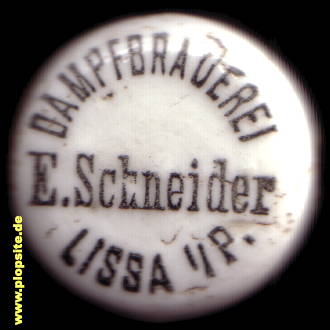 DAMPFBRAUEREI
E.Schneider
LISSA I/P.
www.plopsite.de